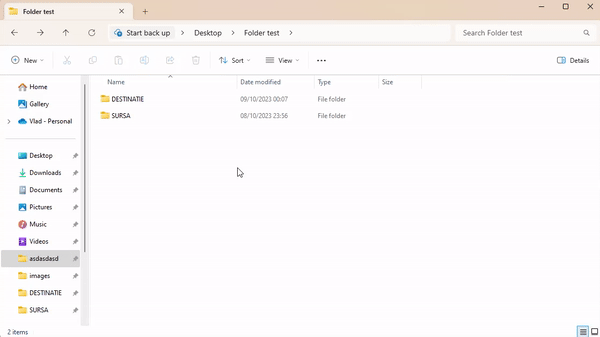 Folder test
Start back up > Desktop > Folder test >
Search Folder test
New
Sort
View
Details
Name Date modified Type Size
DESTINATIE 09/10/2023 00:07 File folder
SURSA 08/10/2023 23:56 File folder
Home
Gallery
Vlad - Personal
Desktop
Downloads
Documents
Pictures
Music
Videos
asdasdasd
images
DESTINATIE
SURSA
2 items